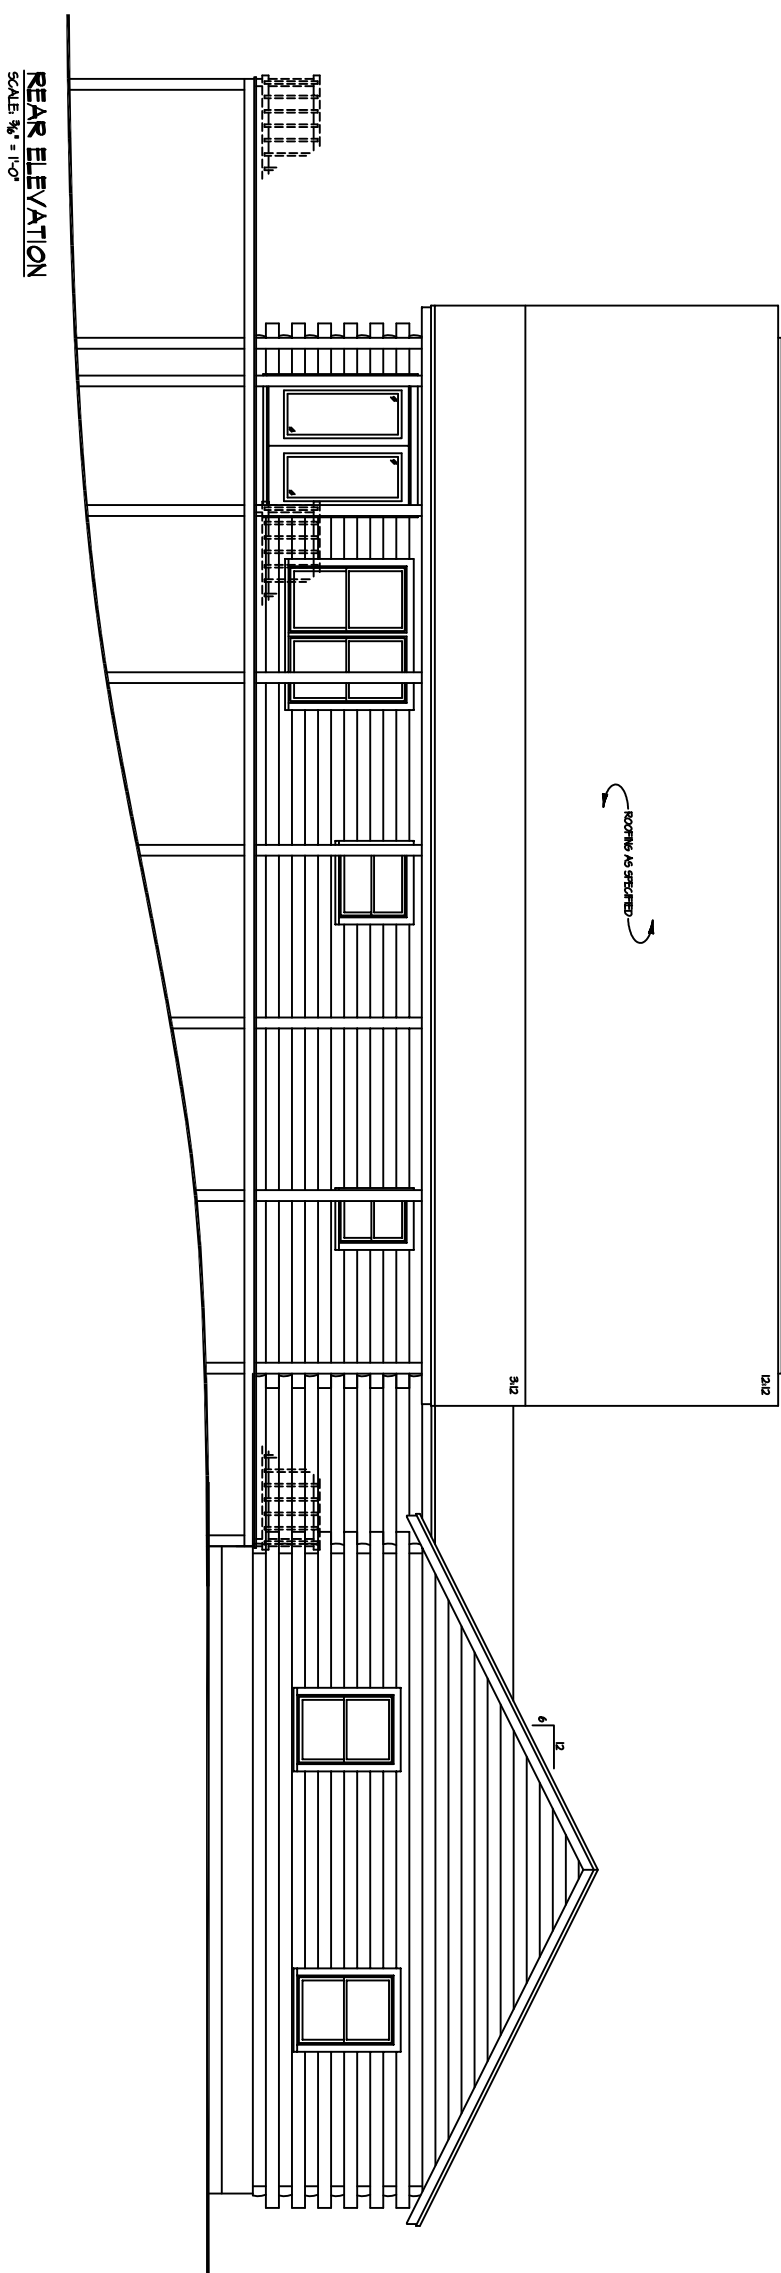 12:12
3:12
ROOFING AS SPECIFIED
12
6
REAR ELEVATION
SCALE: 3/16" = 1'-0"